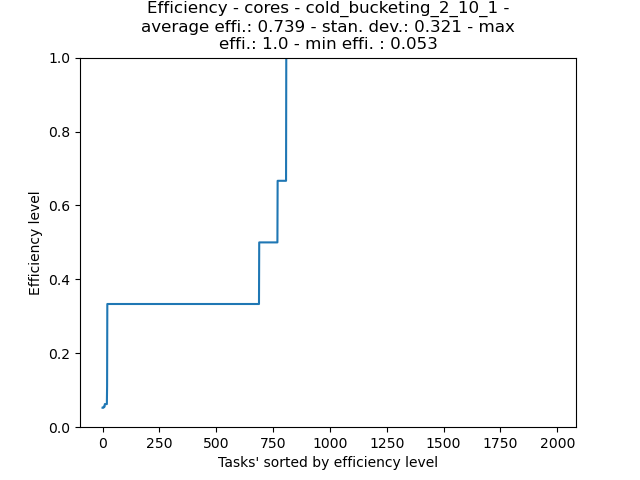 Efficiency - cores - cold_bucketing_2_10_1 -
average effi.: 0.739 - stan. dev.: 0.321 - max
effi.: 1.0 - min effi. : 0.053
1.0
0.8
0.6
0.4
0.2
0.0
Efficiency level
0 250 500 750 1000 1250 1500 1750 2000
Tasks' sorted by efficiency level